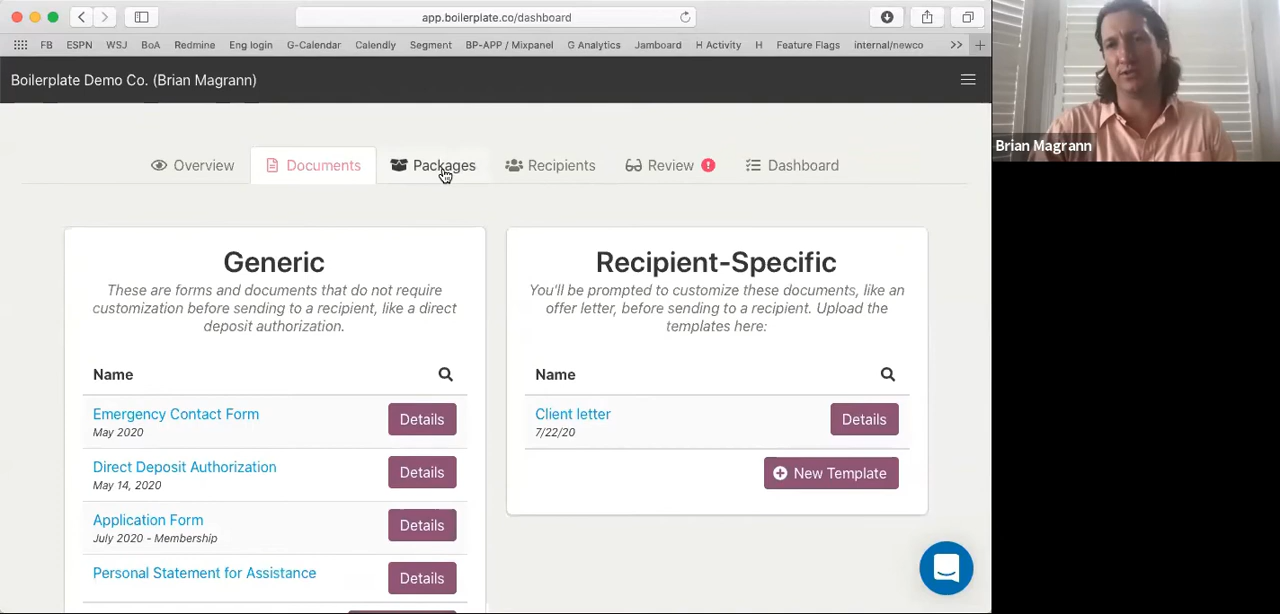 app.boilerplate.co/dashboard
FB ESPN WSJ BoA Redmine Eng login G-Calendar Calendly Segment BP-APP / Mixpanel G Analytics Jamboard H Activity H Feature Flags internal/newco
Boilerplate Demo Co. (Brian Magrann)
Brian Magrann
Overview Documents Packages Recipients Review Dashboard
Generic
These are forms and documents that do not require
customization before sending to a recipient, like a direct
deposit authorization.
Name
Emergency Contact Form Details
May 2020
Direct Deposit Authorization Details
May 14, 2020
Application Form Details
July 2020 - Membership
Personal Statement for Assistance Details
Recipient-Specific
You'll be prompted to customize these documents, like an
offer letter, before sending to a recipient. Upload the
templates here:
Name
Client letter Details
7/22/20
New Template